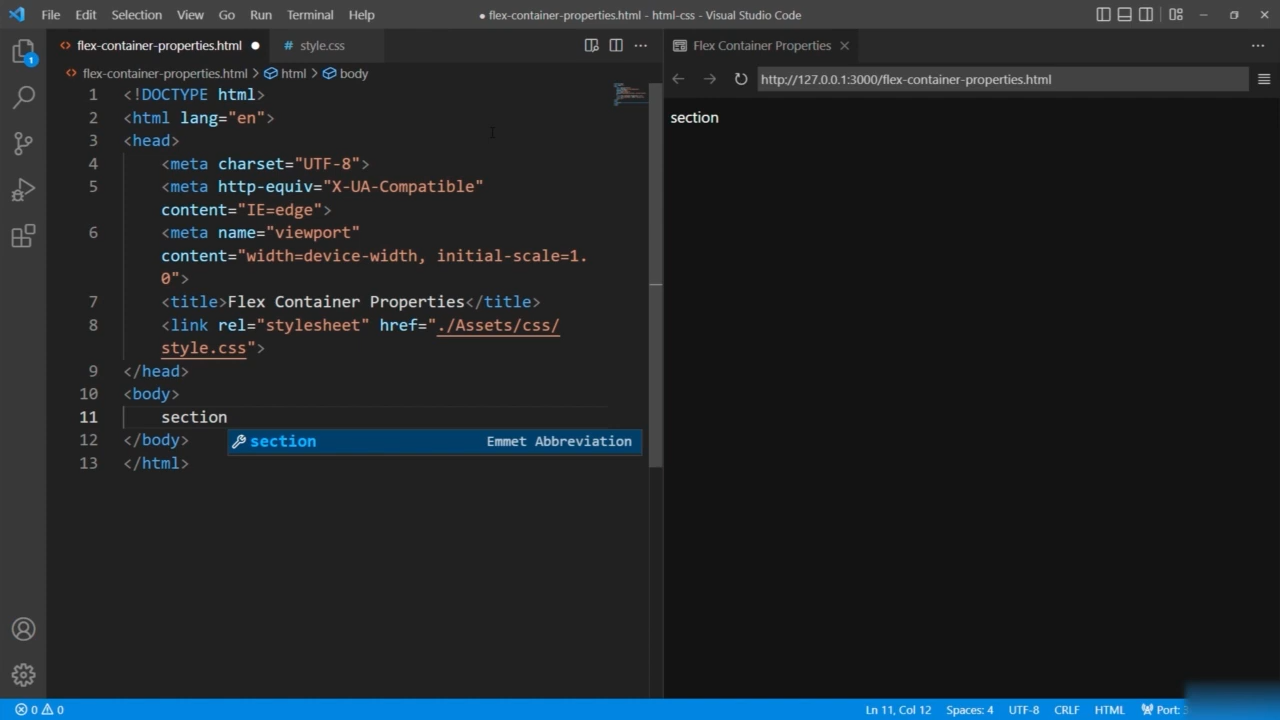 File Edit Selection View Go Run Terminal Help
● flex-container-properties.html - html-css - Visual Studio Code
1
flex-container-properties.html ●
# style.css
flex-container-properties.html > html > body
1 <!DOCTYPE html>
2 <html lang="en">
3 <head>
4 <meta charset="UTF-8">
5 <meta http-equiv="X-UA-Compatible"
content="IE=edge">
6 <meta name="viewport"
content="width=device-width, initial-scale=1.
0">
7 <title>Flex Container Properties</title>
8 <link rel="stylesheet" href="./Assets/css/
style.css">
9 </head>
10 <body>
11 section
section Emmet Abbreviation
12 </body>
13 </html>
Flex Container Properties
http://127.0.0.1:3000/flex-container-properties.html
section
0 0
Ln 11, Col 12 Spaces: 4 UTF-8 CRLF HTML Port: